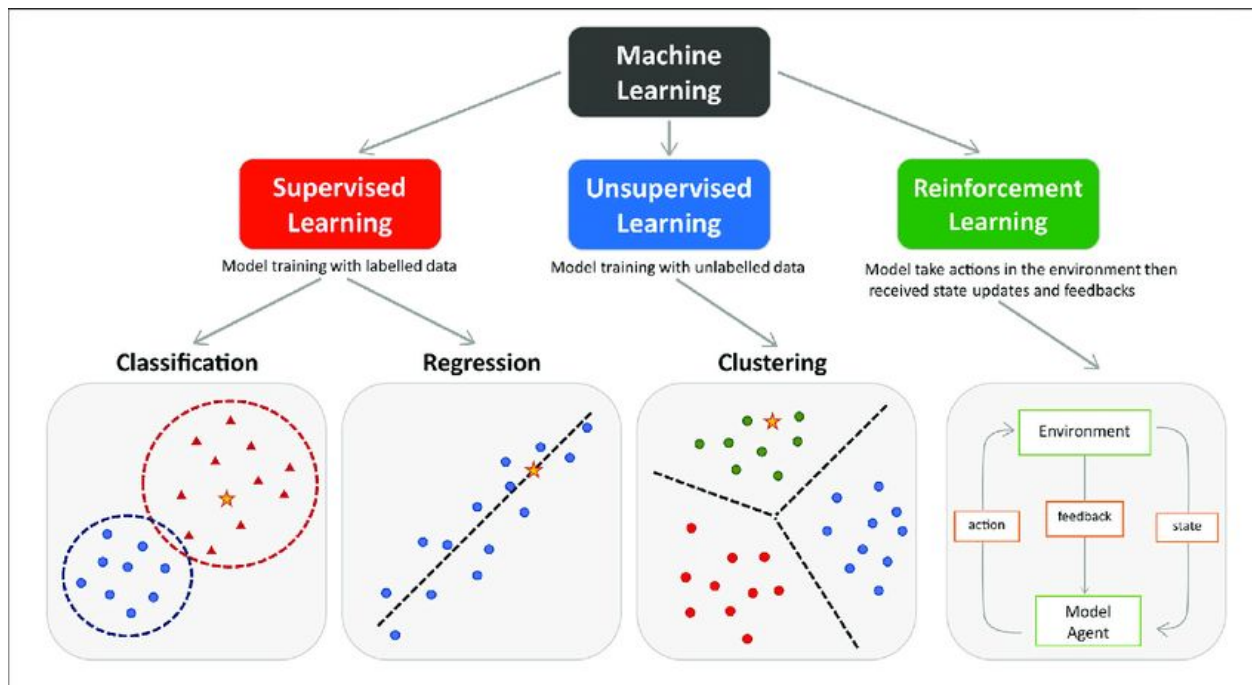 Machine
Learning
Supervised
Learning
Unsupervised
Learning
Reinforcement
Learning
Model training with labelled data
Model training with unlabelled data
Model take actions in the environment then
received state updates and feedbacks
Classification
Regression
Clustering
Environment
action
feedback
state
Model
Agent